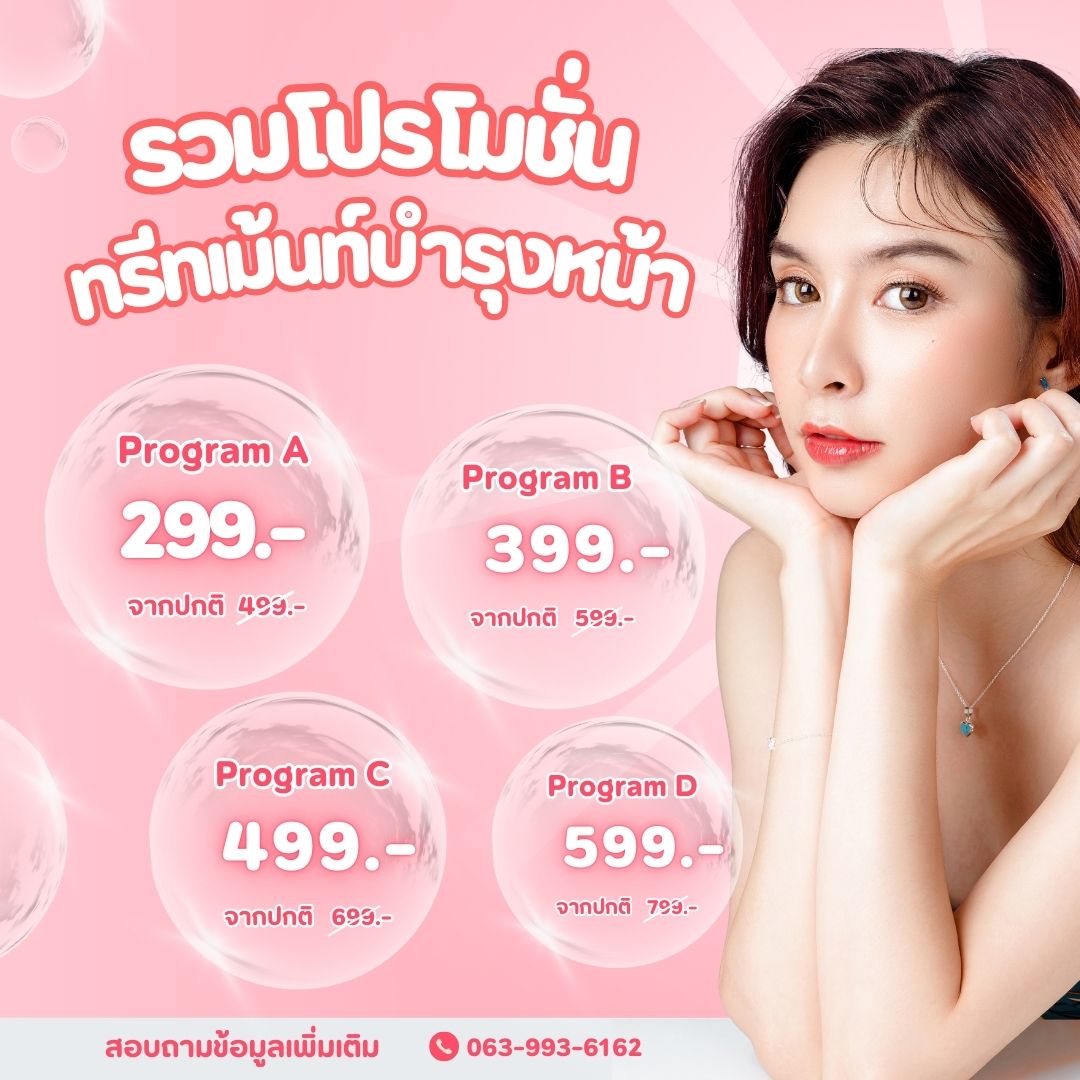 รวมโปรโมชั่น
ทรีทเม้นท์บำรุงหน้า
Program A
299.-
จากปกติ 499.-
Program B
399.-
จากปกติ 599.-
Program C
499.-
จากปกติ 699.-
Program D
599.-
จากปกติ 799.-
สอบถามข้อมูลเพิ่มเติม 063-993-6162